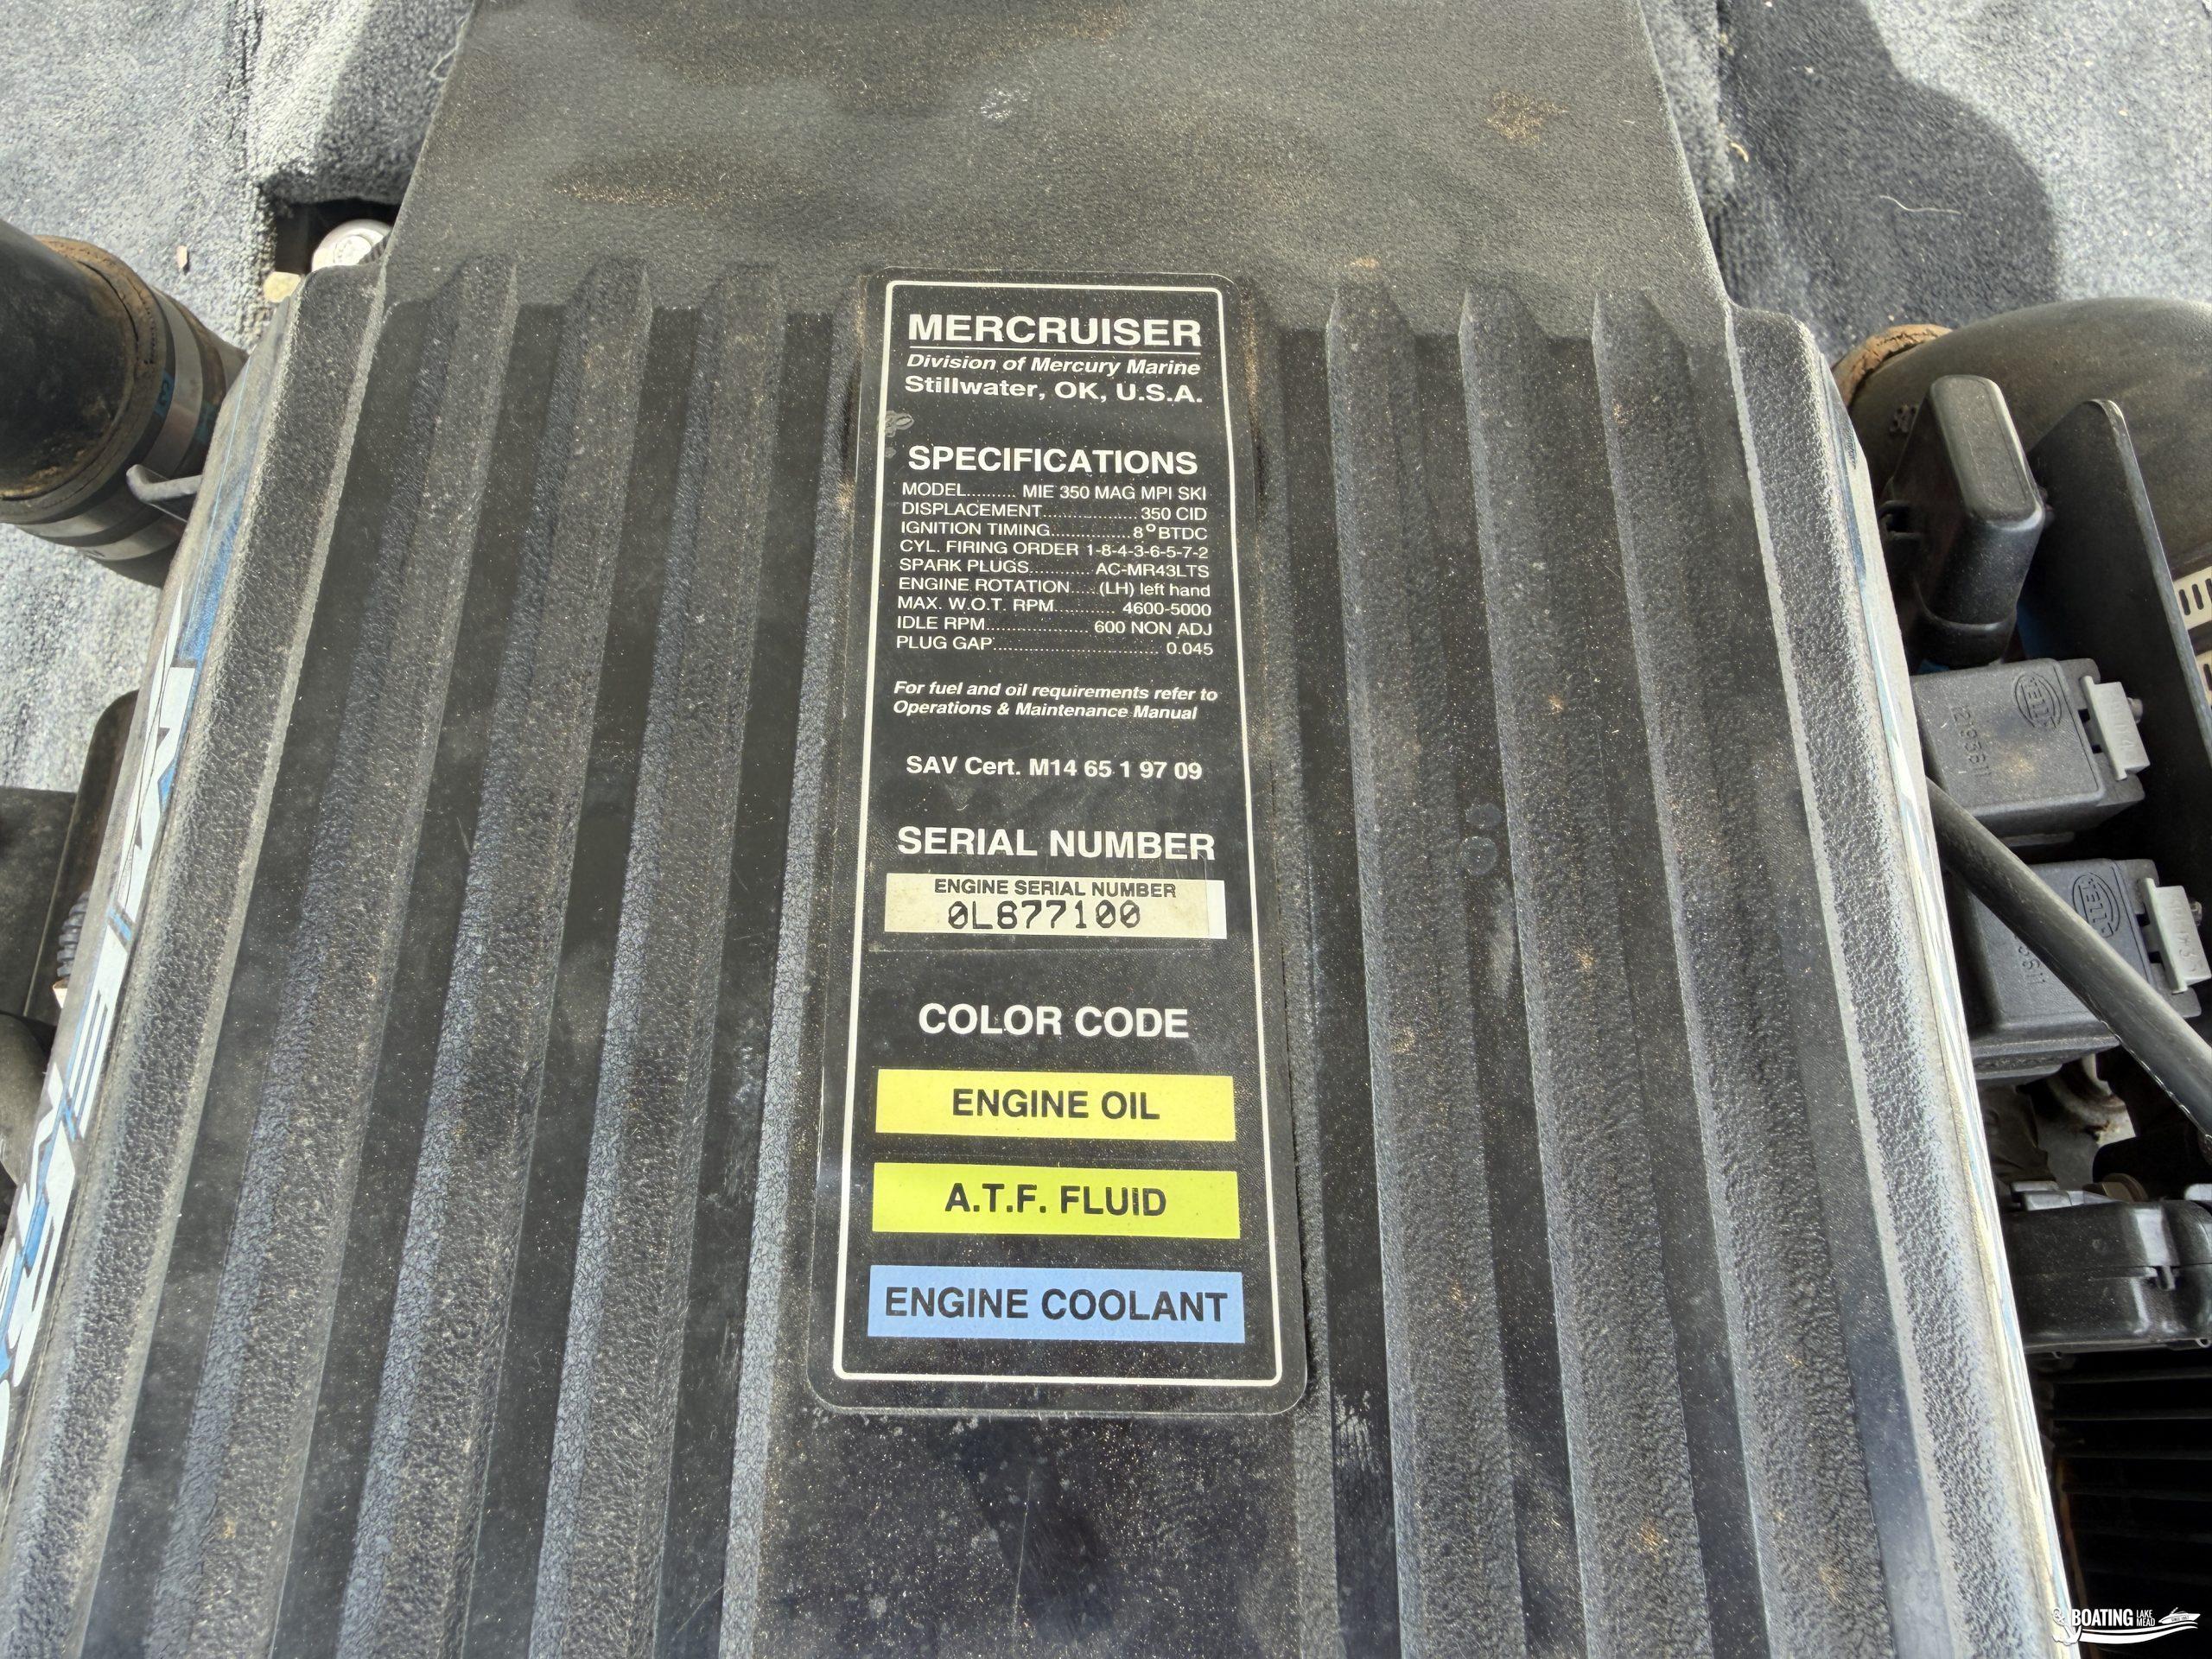 MERCRUISER
Division of Mercury Marine
Stillwater, OK, U.S.A.
SPECIFICATIONS
MODEL.......... MIE 350 MAG MPI SKI
DISPLACEMENT.................. 350 CID
IGNITION TIMING................ 8° BTDC
CYL. FIRING ORDER 1-8-4-3-6-5-7-2
SPARK PLUGS............ AC-MR43LTS
ENGINE ROTATION.....(LH) left hand
MAX. W.O.T. RPM............ 4600-5000
IDLE RPM.................... 600 NON ADJ
PLUG GAP................................ 0.045
For fuel and oil requirements refer to
Operations & Maintenance Manual
SAV Cert. M14 65 1 97 09
SERIAL NUMBER
ENGINE SERIAL NUMBER
0L877100
COLOR CODE
ENGINE OIL
A.T.F. FLUID
ENGINE COOLANT
HELLA
HELLA
BOATING LAKE MEAD